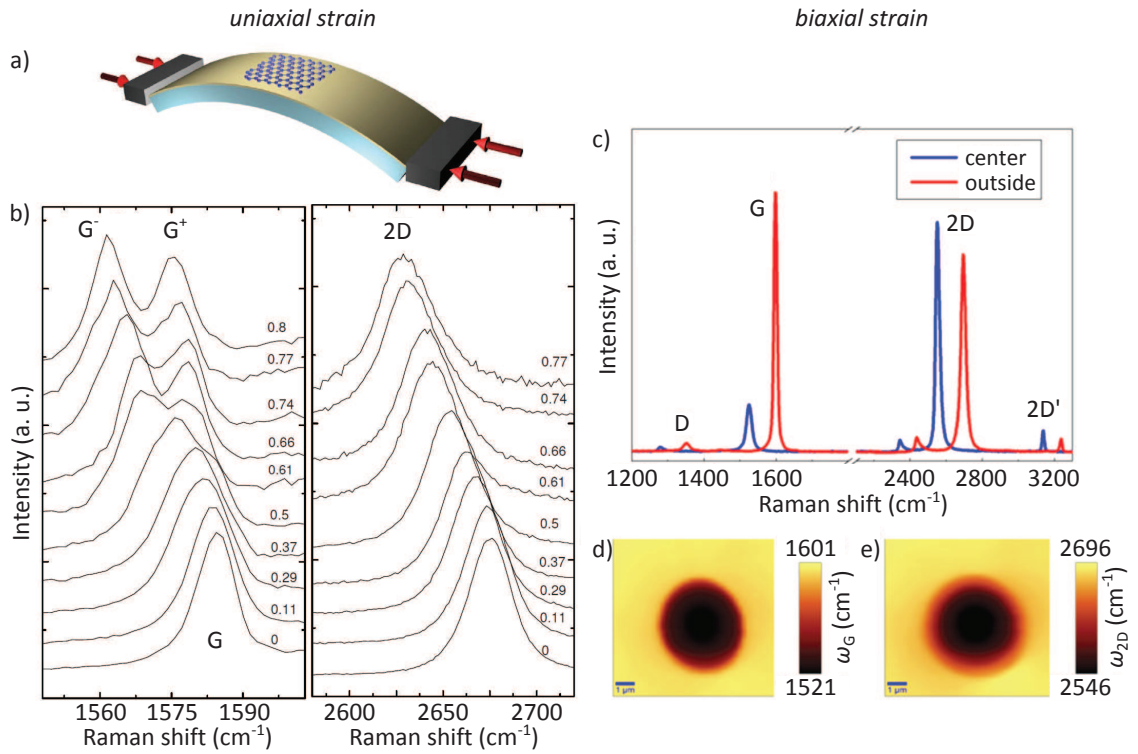 uniaxial strain
biaxial strain
a)
b)
G⁻ G⁺
0.8
0.77
0.74
0.66
0.61
0.5
0.37
0.29
0.11
0
G
1560 1575 1590
Raman shift (cm⁻¹)
Intensity (a. u.)
2D
0.77
0.74
0.66
0.61
0.5
0.37
0.29
0.11
0
2600 2650 2700
Raman shift (cm⁻¹)
c)
center
outside
G
2D
D
2D'
1200 1400 1600 2400 2800 3200
Raman shift (cm⁻¹)
Intensity (a. u.)
d)
1601
ω_G (cm⁻¹)
1521
1 µm
e)
2696
ω_2D (cm⁻¹)
2546
1 µm